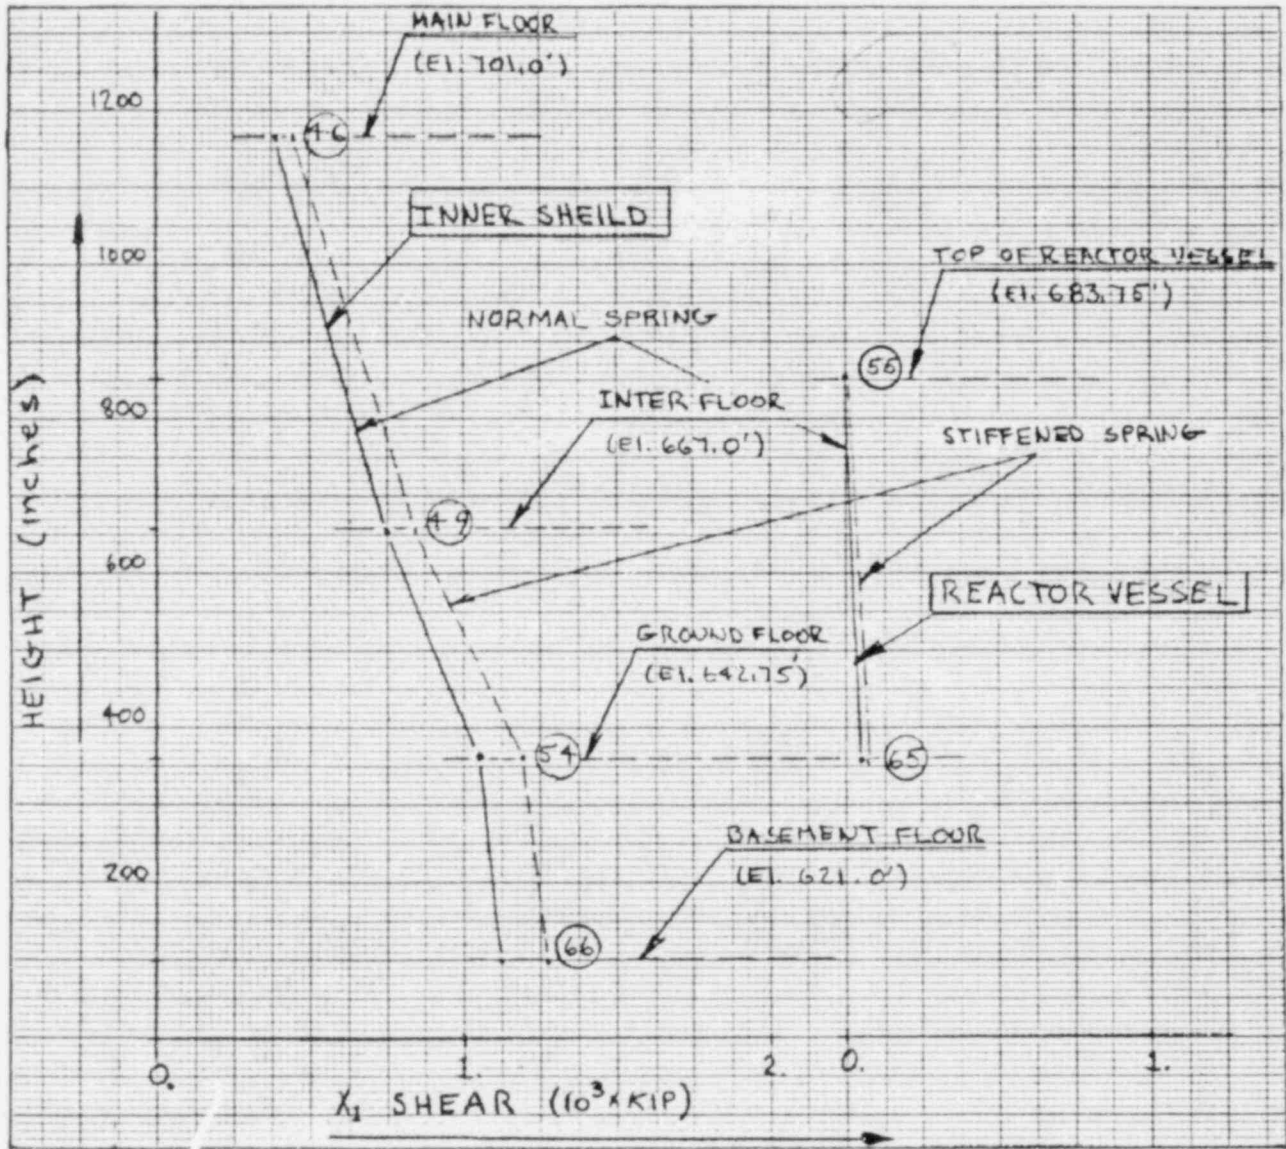 MAIN FLOOR
(El. 701.0')
1200
46
INNER SHEILD
1000
TOP OF REACTOR VESSEL
(El. 683.75')
NORMAL SPRING
HEIGHT (inches)
800
INTER FLOOR
(El. 667.0')
STIFFENED SPRING
49
600
REACTOR VESSEL
GROUND FLOOR
(El. 642.75')
400
54
65
BASEMENT FLOOR
(El. 621.0')
200
66
0.
1.
2.
0.
1.
X₁ SHEAR (10³ x KIP)